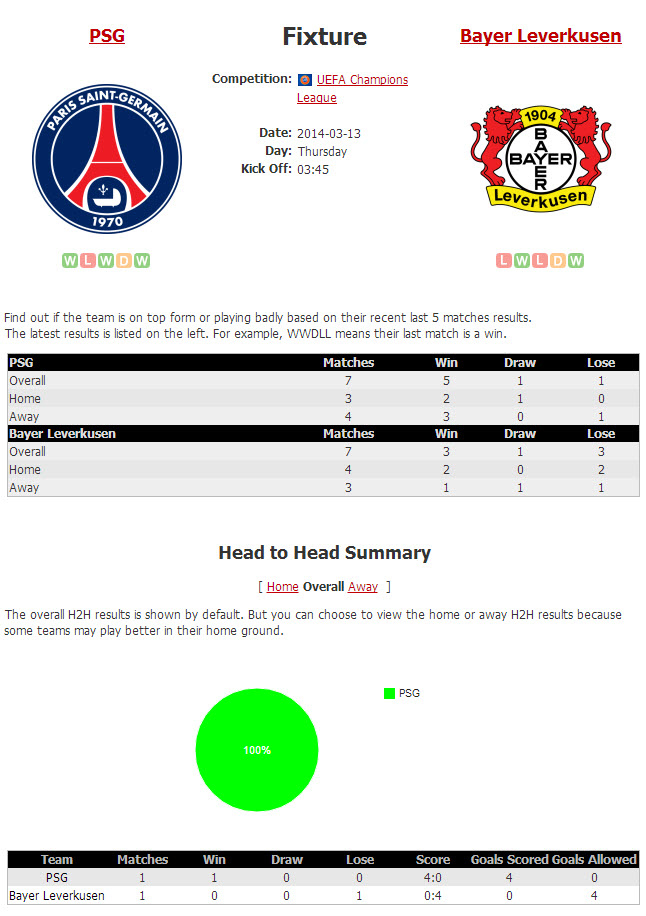 PSG
Fixture
Bayer Leverkusen
Competition: UEFA Champions
League
Date: 2014-03-13
Day: Thursday
Kick Off: 03:45
PARIS SAINT-GERMAIN
1970
1904
BAYER
BAYER
Leverkusen
W L W D W
L W L D W
Find out if the team is on top form or playing badly based on their recent last 5 matches results.
The latest results is listed on the left. For example, WWDLL means their last match is a win.
PSG Matches Win Draw Lose
Overall 7 5 1 1
Home 3 2 1 0
Away 4 3 0 1
Bayer Leverkusen Matches Win Draw Lose
Overall 7 3 1 3
Home 4 2 0 2
Away 3 1 1 1
Head to Head Summary
[ Home Overall Away ]
The overall H2H results is shown by default. But you can choose to view the home or away H2H results because
some teams may play better in their home ground.
PSG
100%
Team Matches Win Draw Lose Score Goals Scored Goals Allowed
PSG 1 1 0 0 4:0 4 0
Bayer Leverkusen 1 0 0 1 0:4 0 4